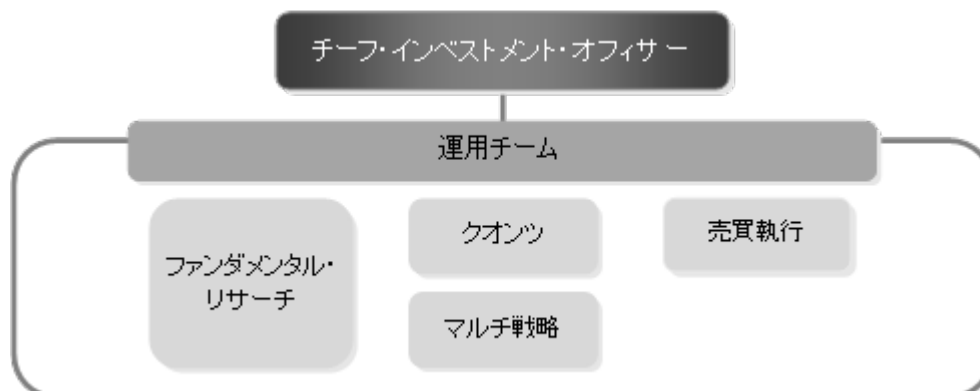 チーフ・インベストメント・オフィサー
運用チーム
ファンダメンタル・
リサーチ
クオンツ
マルチ戦略
売買執行